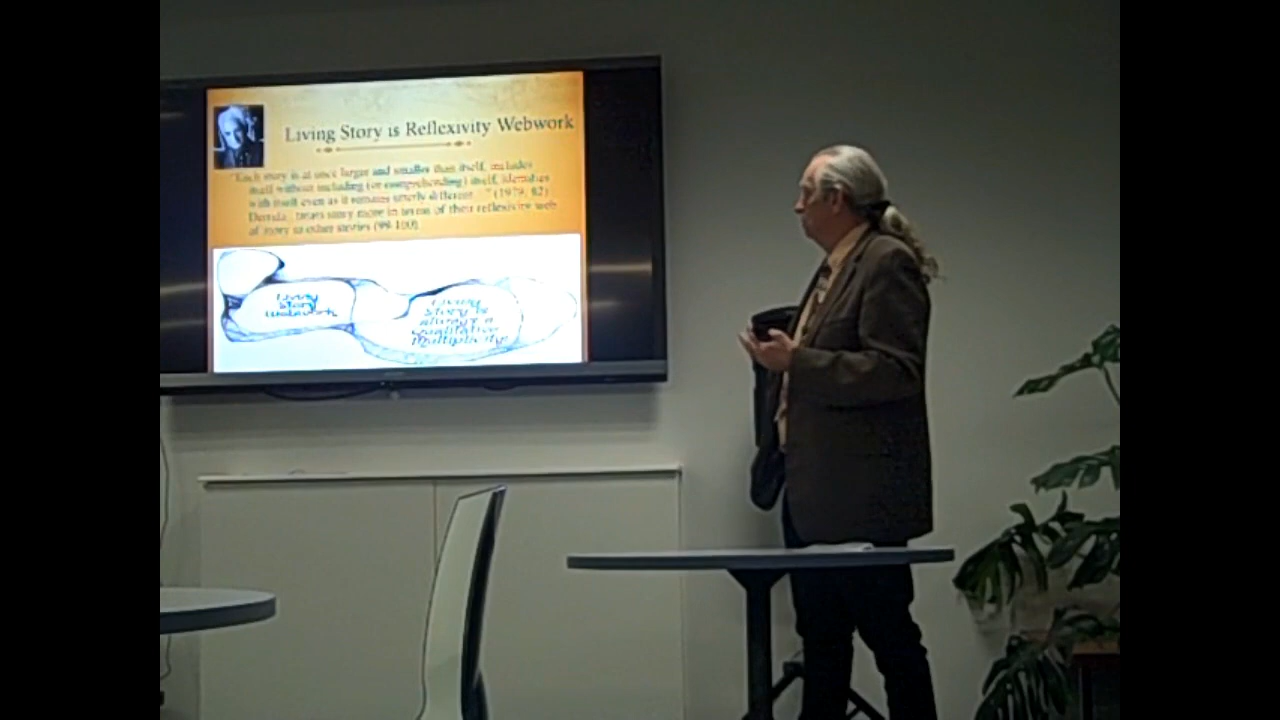 Living Story is Reflexivity Webwork
"Each story is at once larger and smaller than itself, includes
itself without including (or comprehending) itself, identifies
with itself even as it remains utterly different..." (1979: 82)
Derrida treats story more in terms of their reflexivity web
of story to other stories (99-100)
Living
Story
Webwork
Living
Story is
always a
Qualitative
Multiplicity